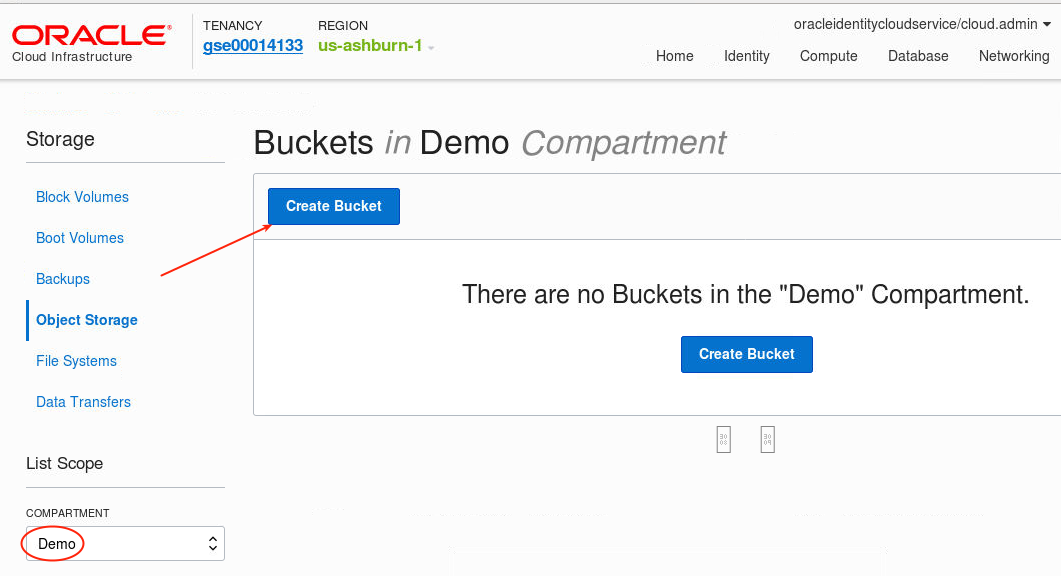 ORACLE®
Cloud Infrastructure
TENANCY
gse00014133
REGION
us-ashburn-1
oracleidentitycloudservice/cloud.admin
Home Identity Compute Database Networking
Storage
Block Volumes
Boot Volumes
Backups
Object Storage
File Systems
Data Transfers
List Scope
COMPARTMENT
Demo
Buckets in Demo Compartment
Create Bucket
There are no Buckets in the "Demo" Compartment.
Create Bucket